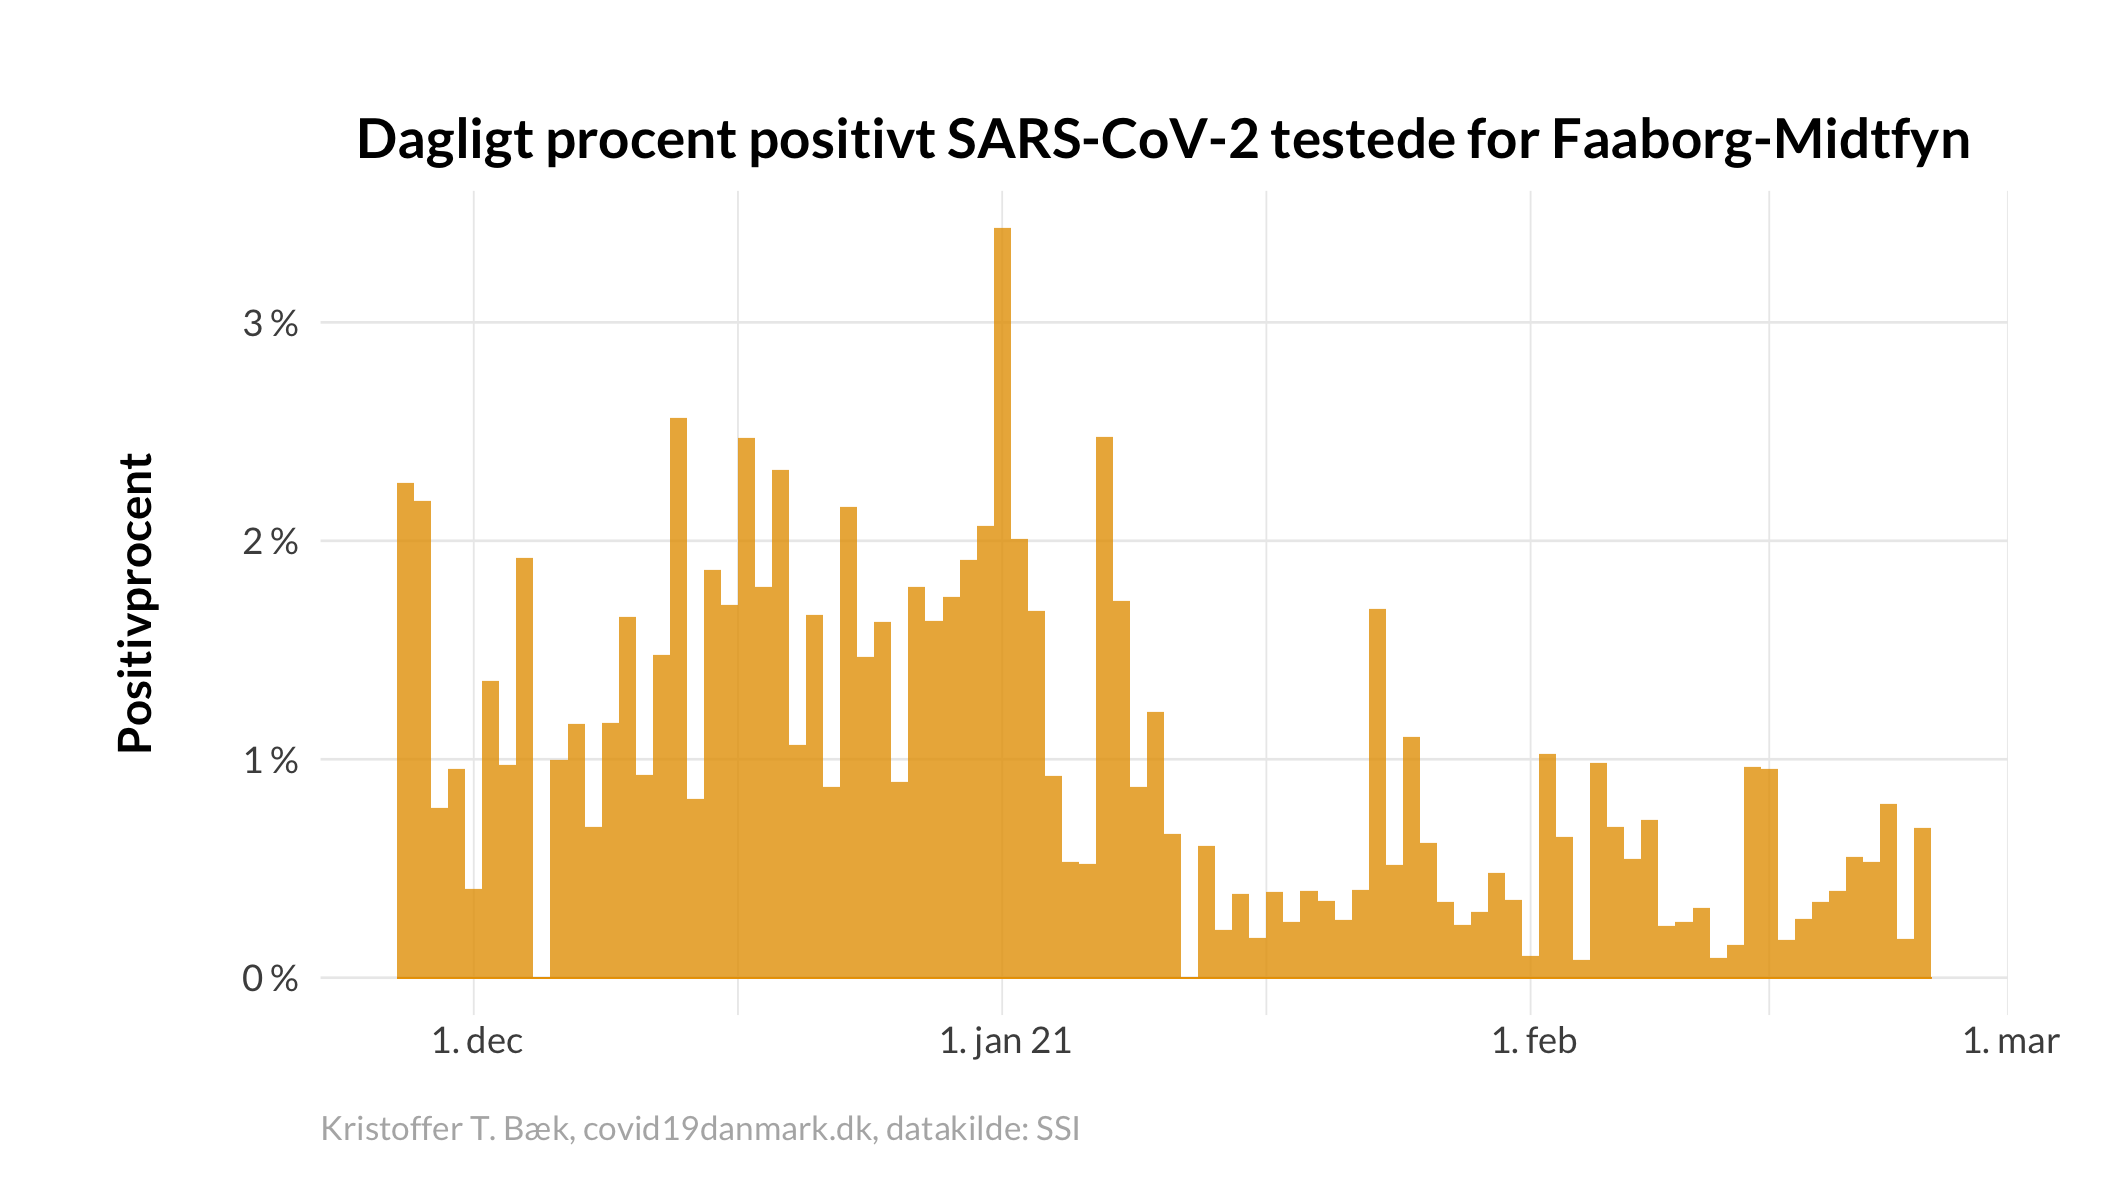 Dagligt procent positivt SARS-CoV-2 testede for Faaborg-Midtfyn
Positivprocent
3 %
2 %
1 %
0 %
1. dec
1. jan 21
1. feb
1. mar
Kristoffer T. Bæk, covid19danmark.dk, datakilde: SSI